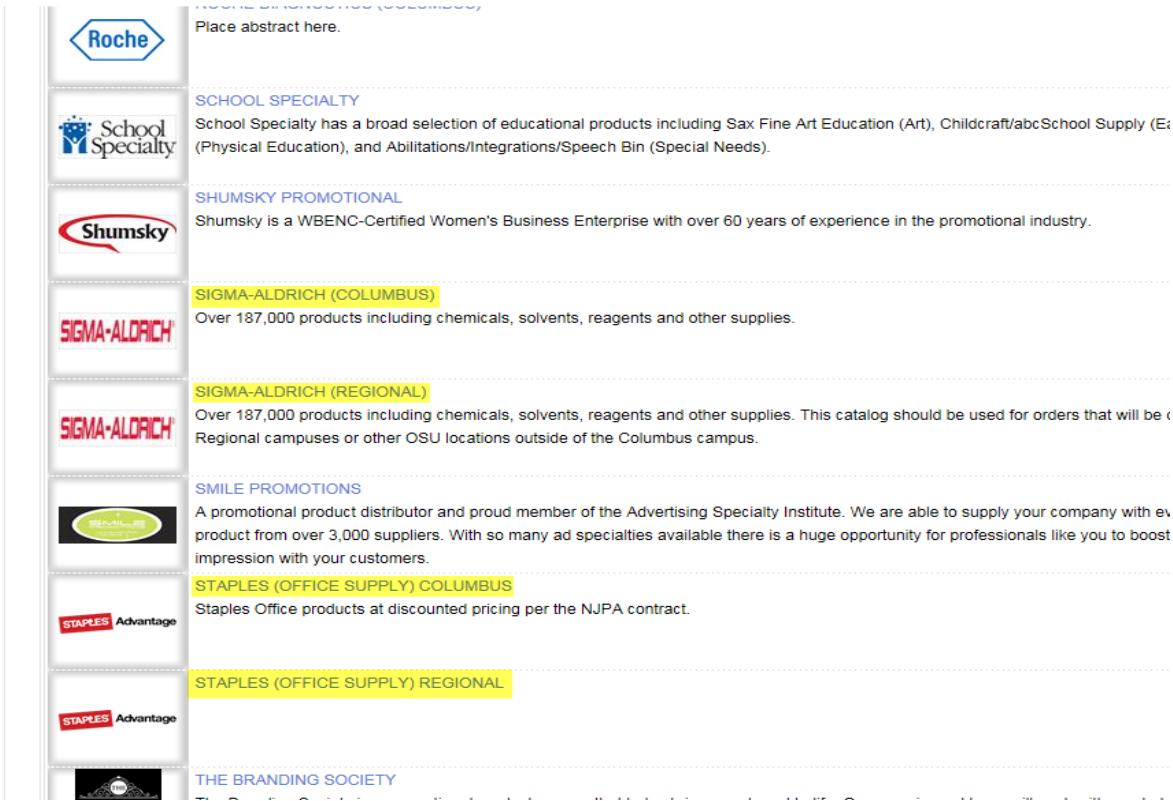 ROCHE DIAGNOSTICS (COLUMBUS)
Roche
Place abstract here.
SCHOOL SPECIALTY
School
Specialty
School Specialty has a broad selection of educational products including Sax Fine Art Education (Art), Childcraft/abcSchool Supply (Ea
(Physical Education), and Abilitations/Integrations/Speech Bin (Special Needs).
SHUMSKY PROMOTIONAL
Shumsky
Shumsky is a WBENC-Certified Women's Business Enterprise with over 60 years of experience in the promotional industry.
SIGMA-ALDRICH (COLUMBUS)
SIGMA-ALDRICH
Over 187,000 products including chemicals, solvents, reagents and other supplies.
SIGMA-ALDRICH (REGIONAL)
SIGMA-ALDRICH
Over 187,000 products including chemicals, solvents, reagents and other supplies. This catalog should be used for orders that will be
Regional campuses or other OSU locations outside of the Columbus campus.
SMILE PROMOTIONS
SMILE
A promotional product distributor and proud member of the Advertising Specialty Institute. We are able to supply your company with ev
product from over 3,000 suppliers. With so many ad specialties available there is a huge opportunity for professionals like you to boost
impression with your customers.
STAPLES (OFFICE SUPPLY) COLUMBUS
STAPLES Advantage
Staples Office products at discounted pricing per the NJPA contract.
STAPLES (OFFICE SUPPLY) REGIONAL
STAPLES Advantage
THE BRANDING SOCIETY
THE